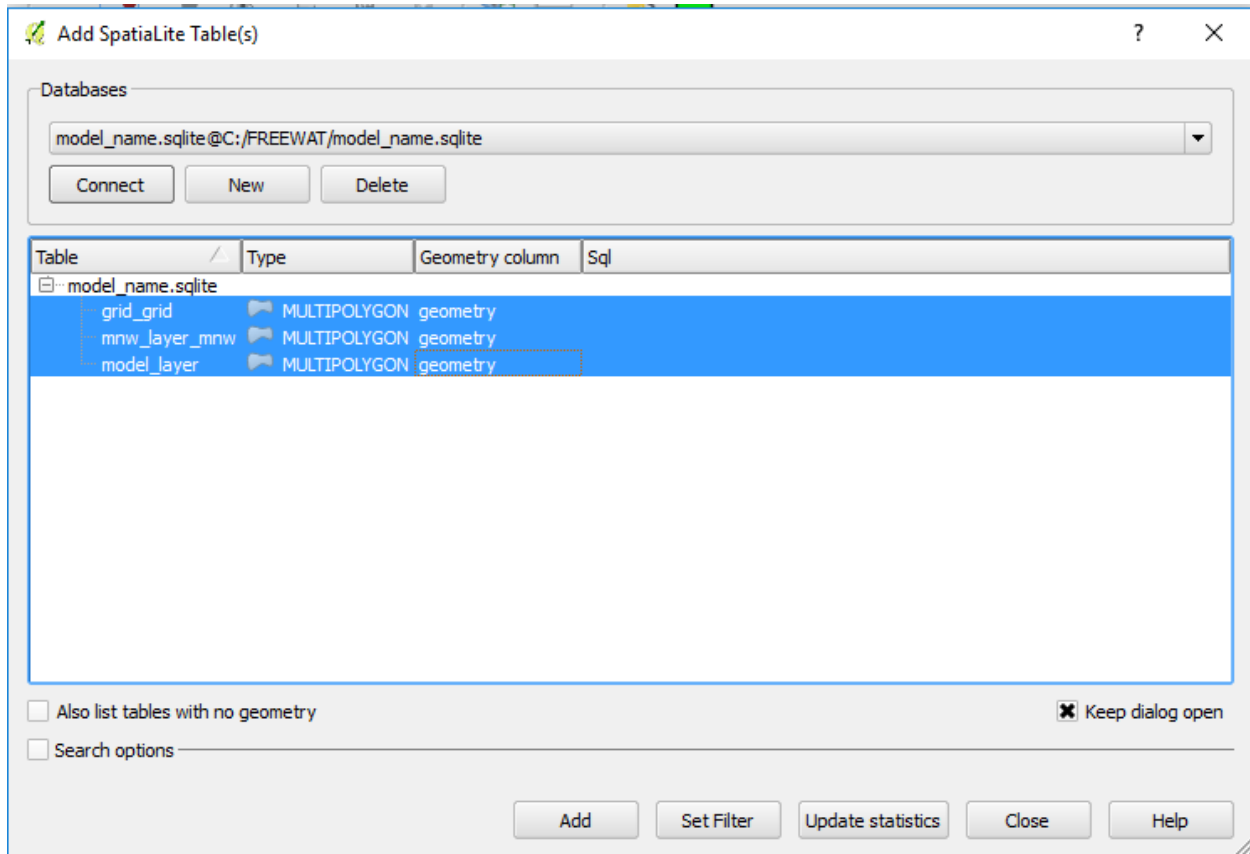 Add SpatiaLite Table(s) ?
Databases
model_name.sqlite@C:/FREEWAT/model_name.sqlite
Connect New Delete
Table Type Geometry column Sql
model_name.sqlite
grid_grid MULTIPOLYGON geometry
mnw_layer_mnw MULTIPOLYGON geometry
model_layer MULTIPOLYGON geometry
Also list tables with no geometry Keep dialog open
Search options
Add Set Filter Update statistics Close Help